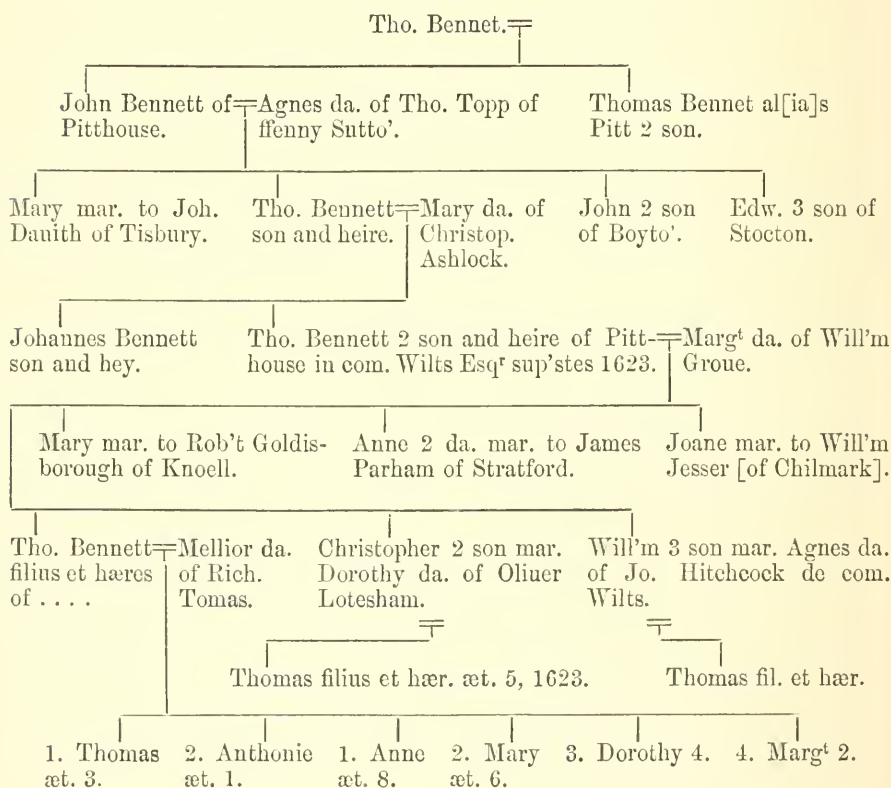 Tho. Bennet.
John Bennett of Pitthouse.
Agnes da. of Tho. Topp of ffenny Sutto'.
Thomas Bennet al[ia]s Pitt 2 son.
Mary mar. to Joh. Dauith of Tisbury.
Tho. Bennett son and heire.
Mary da. of Christop. Ashlock.
John 2 son of Boyto'.
Edw. 3 son of Stocton.
Johannes Bennett son and hey.
Tho. Bennett 2 son and heire of Pitt-house in com. Wilts Esqʳ sup'stes 1623.
Margᵗ da. of Will'm Groue.
Mary mar. to Rob't Goldis-borough of Knoell.
Anne 2 da. mar. to James Parham of Stratford.
Joane mar. to Will'm Jesser [of Chilmark].
Tho. Bennett filius et hæres of . . . .
Mellior da. of Rich. Tomas.
Christopher 2 son mar. Dorothy da. of Oliuer Lotesham.
Will'm 3 son mar. Agnes da. of Jo. Hitchcock de com. Wilts.
Thomas filius et hær. æt. 5, 1623.
Thomas fil. et hær.
1. Thomas æt. 3.
2. Anthonie æt. 1.
1. Anne æt. 8.
2. Mary æt. 6.
3. Dorothy 4.
4. Margᵗ 2.